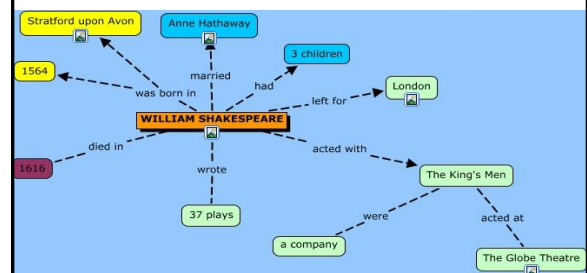 Stratford upon Avon
Anne Hathaway
3 children
1564
married
had
was born in
left for
London
WILLIAM SHAKESPEARE
died in
acted with
1616
wrote
The King's Men
37 plays
were
acted at
a company
The Globe Theatre